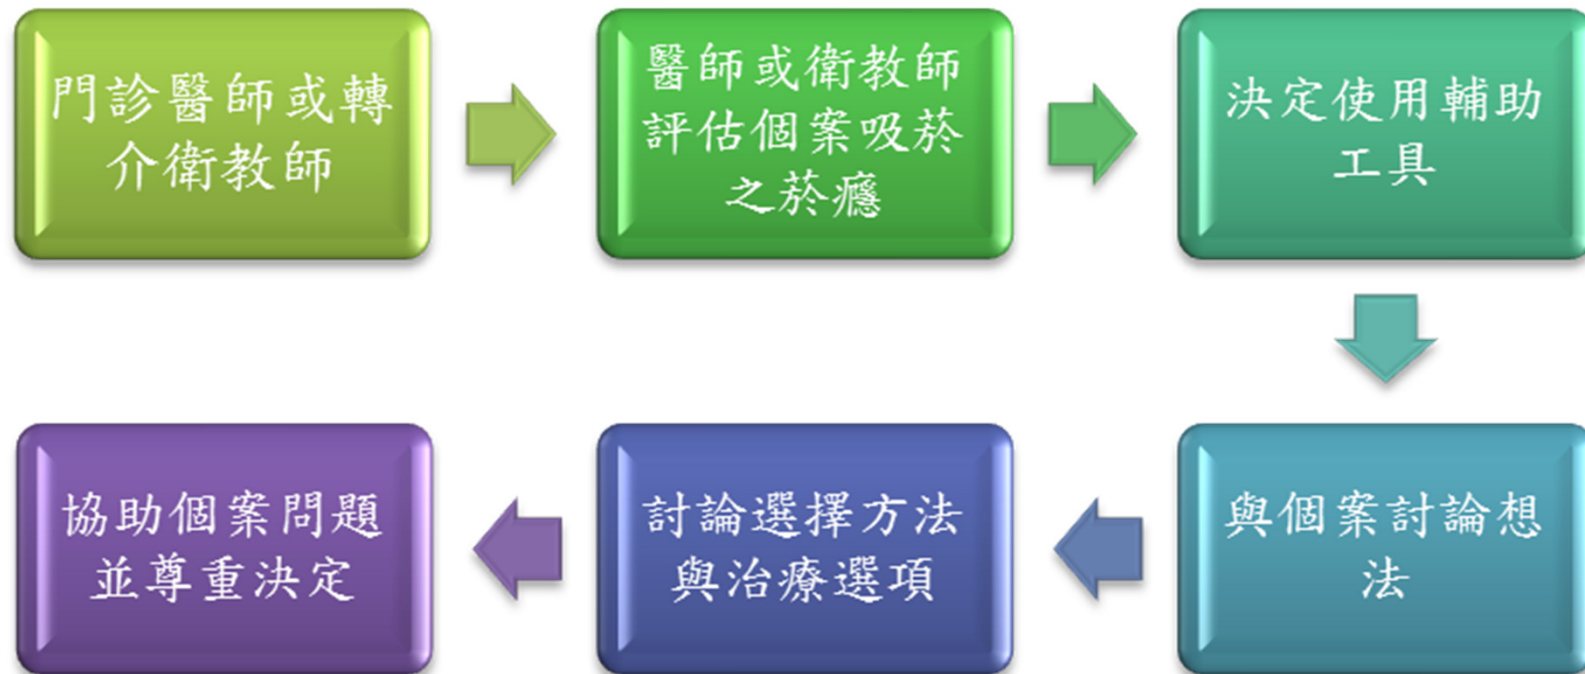 門診醫師或轉
介衛教師
醫師或衛教師
評估個案吸菸
之菸癮
決定使用輔助
工具
與個案討論想
法
討論選擇方法
與治療選項
協助個案問題
並尊重決定